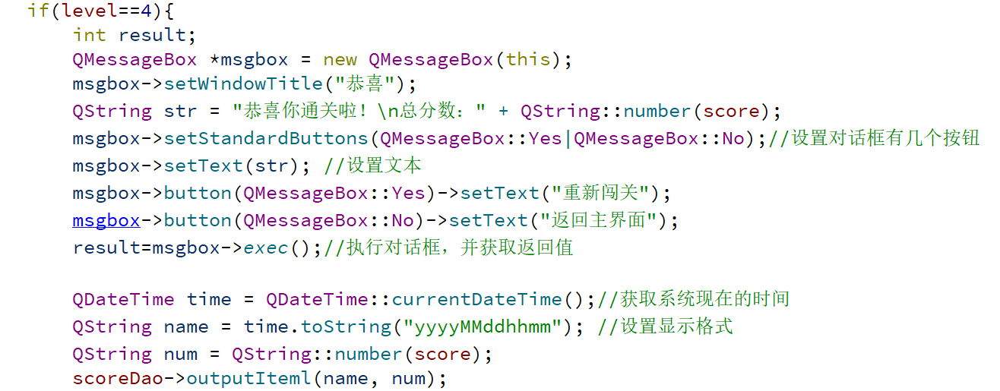 if(level==4){
    int result;
    QMessageBox *msgbox = new QMessageBox(this);
    msgbox->setWindowTitle("恭喜");
    QString str = "恭喜你通关啦！\n总分数：" + QString::number(score);
    msgbox->setStandardButtons(QMessageBox::Yes|QMessageBox::No);//设置对话框有几个按钮
    msgbox->setText(str); //设置文本
    msgbox->button(QMessageBox::Yes)->setText("重新闯关");
    msgbox->button(QMessageBox::No)->setText("返回主界面");
    result=msgbox->exec();//执行对话框，并获取返回值
    QDateTime time = QDateTime::currentDateTime();//获取系统现在的时间
    QString name = time.toString("yyyyMMddhhmm"); //设置显示格式
    QString num = QString::number(score);
    scoreDao->outputIteml(name, num);